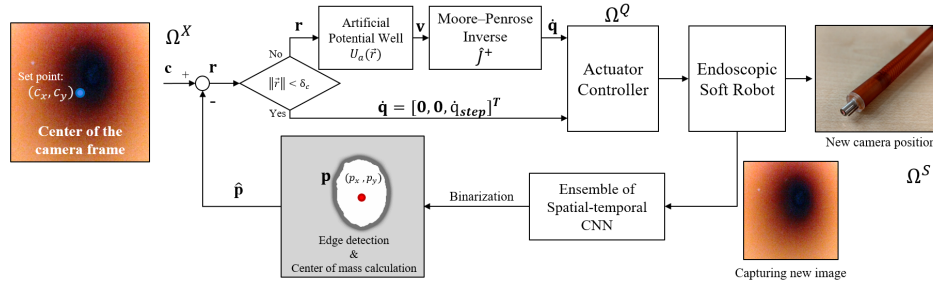 Ω^X
Set point:
(c_x, c_y)
Center of the
camera frame
c
+
-
r
‖r⃗‖ < δ_c
No
Yes
r
Artificial
Potential Well
U_a(r⃗)
v
Moore–Penrose
Inverse
Ĵ⁺
q̇
Ω^Q
q̇ = [0, 0, q̇_step]^T
Actuator
Controller
Endoscopic
Soft Robot
New camera position
Ω^S
Capturing new image
Ensemble of
Spatial-temporal
CNN
Binarization
p
(p_x, p_y)
Edge detection
&
Center of mass calculation
p̂